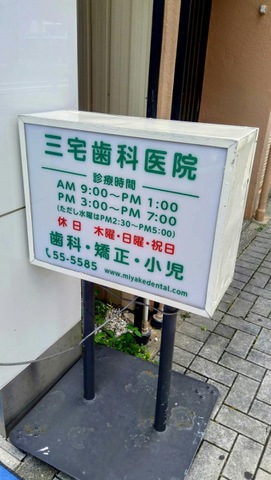 三宅歯科医院
診療時間
AM 9:00〜PM 1:00
PM 3:00〜PM 7:00
(ただし水曜はPM2:30〜PM5:00)
休 日 木曜・日曜・祝日
歯科・矯正・小児
55-5585 www.miyakedental.com